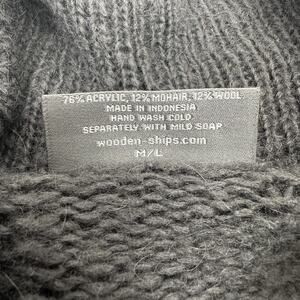 76% ACRYLIC, 12% MOHAIR, 12% WOOL
MADE IN INDONESIA
HAND WASH COLD
SEPARATELY WITH MILD SOAP
wooden-ships.com
M/L